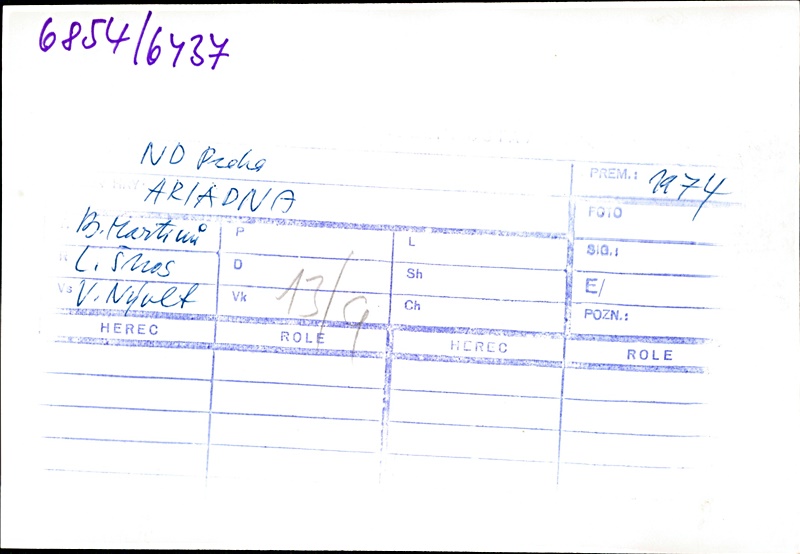 6854/6437
ND Praha
PREM.: 1974
ARIADNA
FOTO
B. Martinů
P
L
SIG.:
L. Štros
O
Sh
E/
Vs V. Nývlt
Vk
13/9
Ch
POZN.:
HEREC ROLE HEREC ROLE